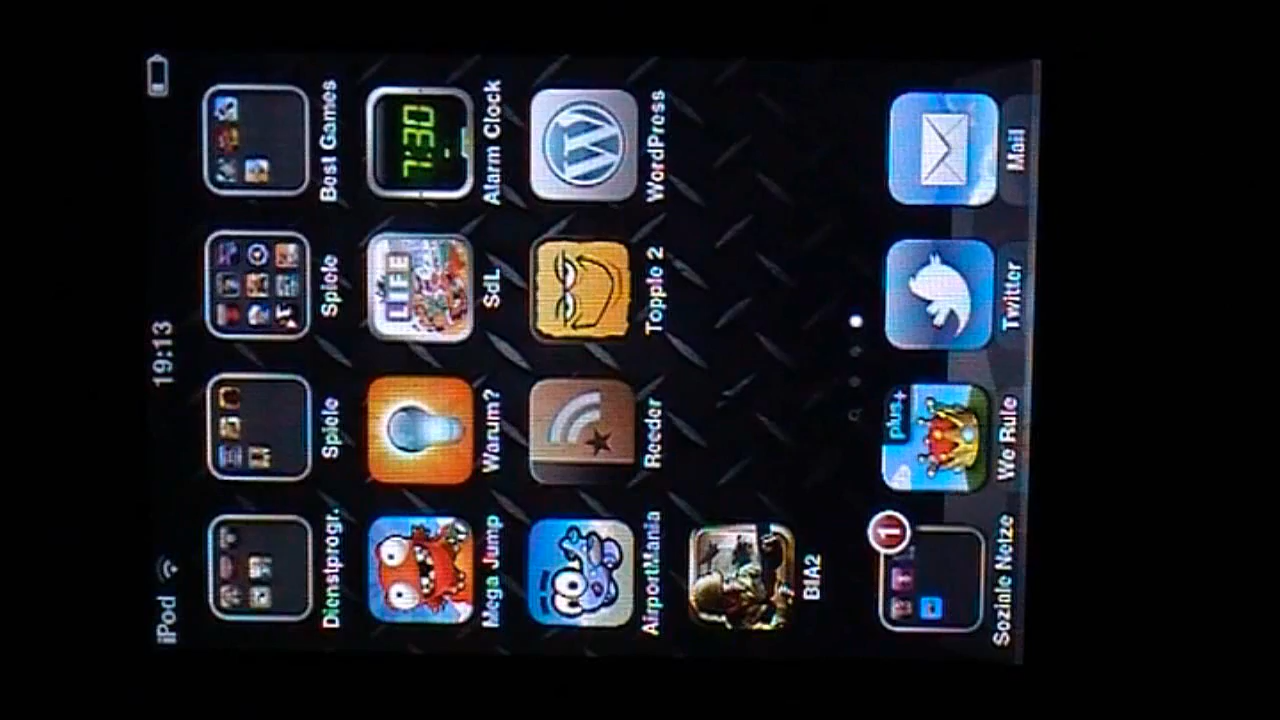 iPod 19:13
Dienstprogr. Spiele Spiele Best Games
LIFE 7:30
Mega Jump Warum? SdL Alarm Clock
AirportMania Reeder Topple 2 WordPress
BIA2
1 plus+
Soziale Netze We Rule Twitter Mail